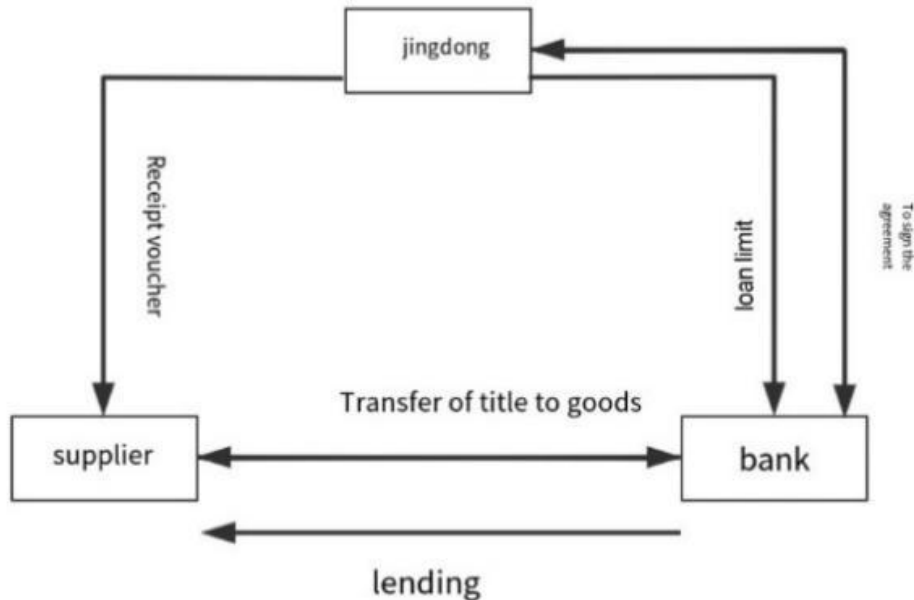 jingdong
Receipt voucher
loan limit
To sign the
agreement
Transfer of title to goods
supplier
bank
lending